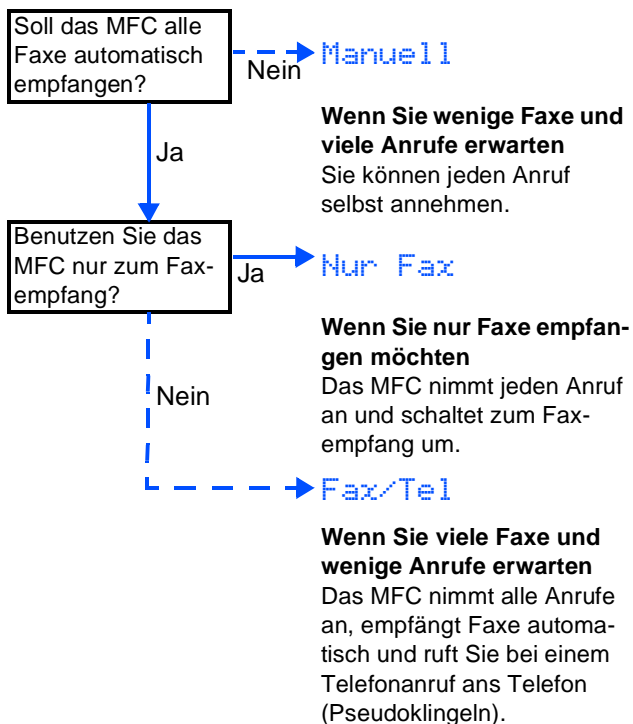 Soll das MFC alle
Faxe automatisch
empfangen?
Nein
Manuell
Wenn Sie wenige Faxe und
viele Anrufe erwarten
Sie können jeden Anruf
selbst annehmen.
Ja
Benutzen Sie das
MFC nur zum Fax-
empfang?
Ja
Nur Fax
Wenn Sie nur Faxe empfan-
gen möchten
Das MFC nimmt jeden Anruf
an und schaltet zum Fax-
empfang um.
Nein
Fax/Tel
Wenn Sie viele Faxe und
wenige Anrufe erwarten
Das MFC nimmt alle Anrufe
an, empfängt Faxe automa-
tisch und ruft Sie bei einem
Telefonanruf ans Telefon
(Pseudoklingeln).